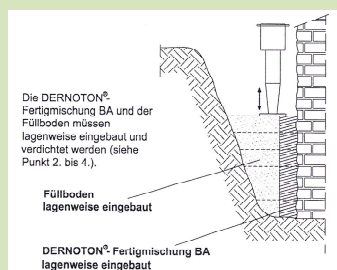 Die DERNOTON®-
Fertigmischung BA und der
Füllboden müssen
lagenweise eingebaut und
verdichtet werden (siehe
Punkt 2. bis 4.).
Füllboden
lagenweise eingebaut
DERNOTON®- Fertigmischung BA
lagenweise eingebaut